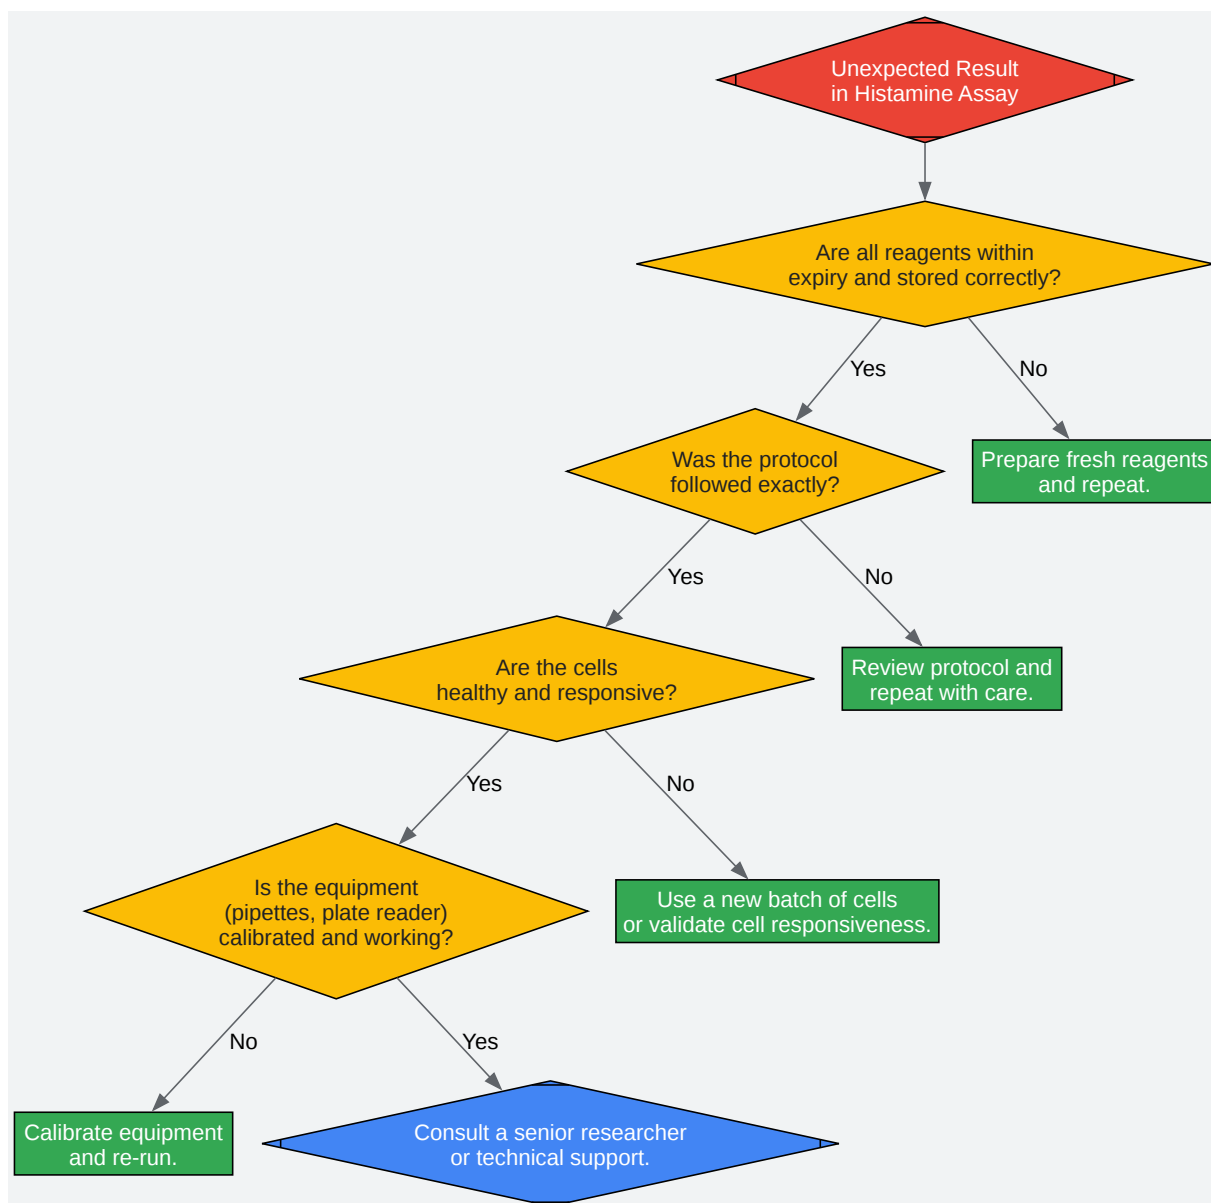 Unexpected Result
in Histamine Assay
Are all reagents within
expiry and stored correctly?
Yes
No
Was the protocol
followed exactly?
Prepare fresh reagents
and repeat.
Yes
No
Are the cells
healthy and responsive?
Review protocol and
repeat with care.
Yes
No
Is the equipment
(pipettes, plate reader)
calibrated and working?
Use a new batch of cells
or validate cell responsiveness.
No
Yes
Calibrate equipment
and re-run.
Consult a senior researcher
or technical support.